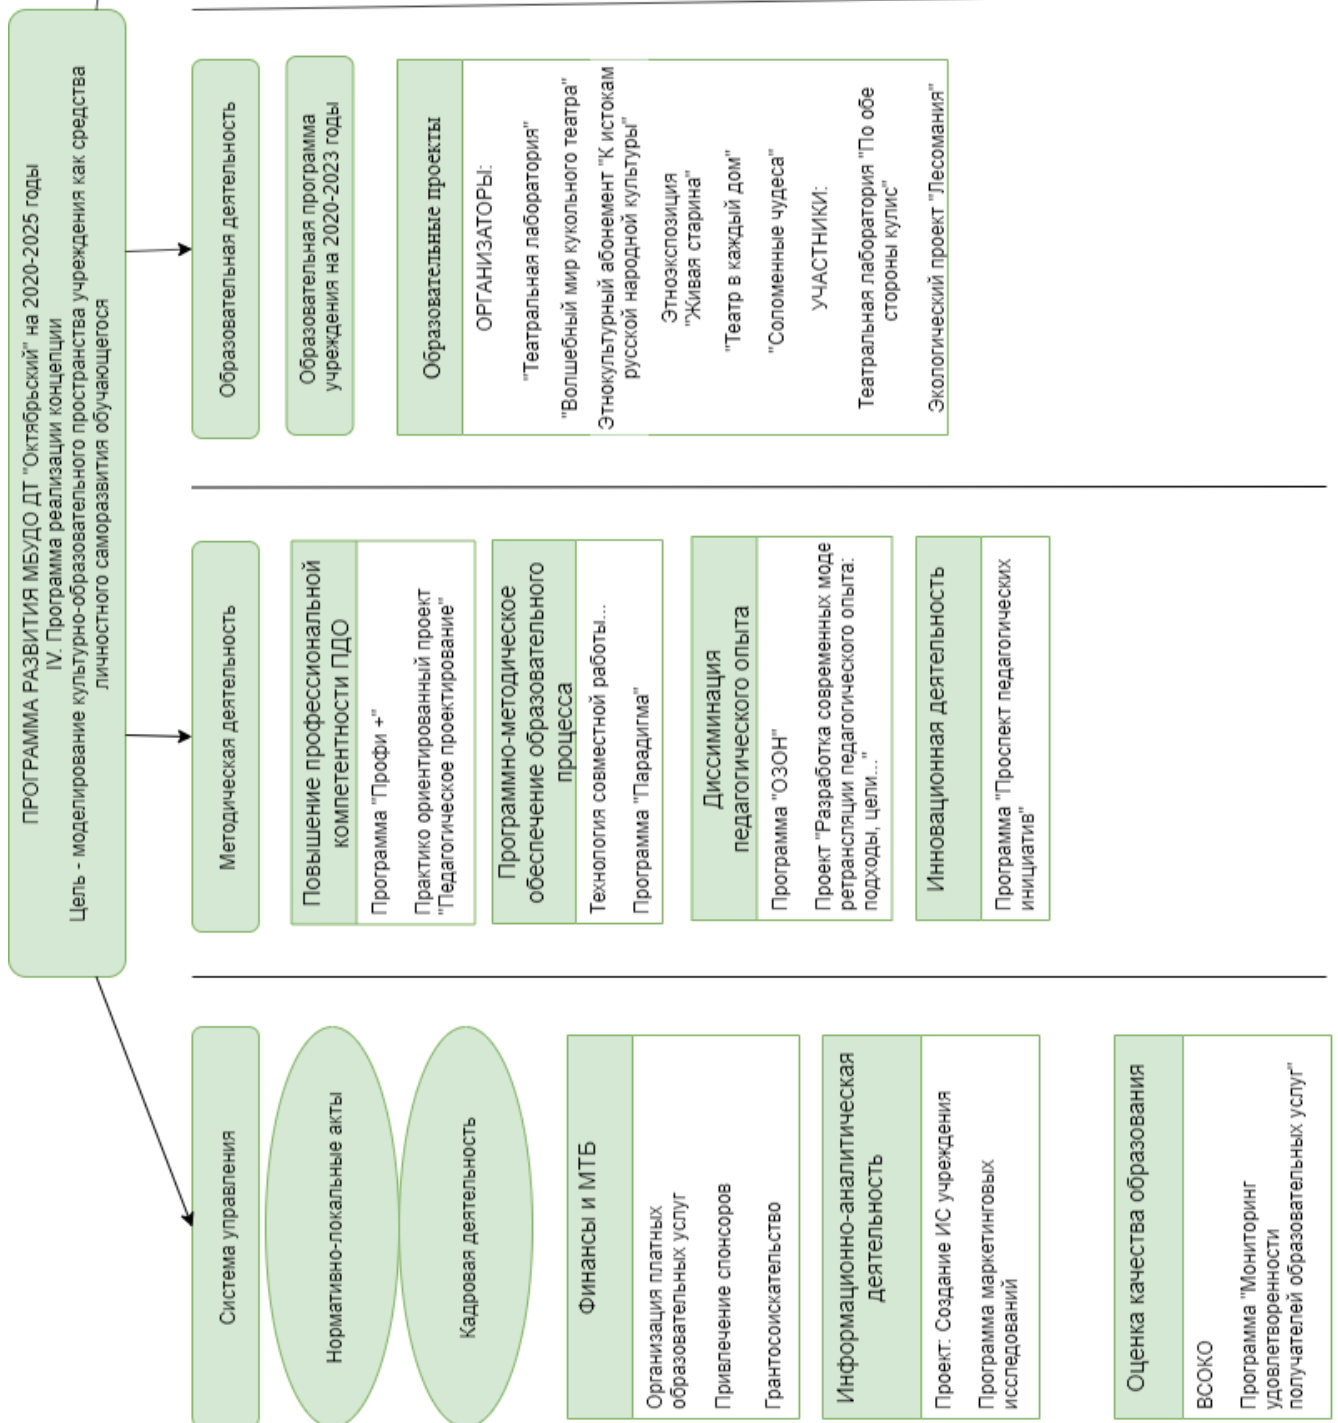 ПРОГРАММА РАЗВИТИЯ МБУДО ДТ "Октябрьский" на 2020-2025 годы
IV. Программа реализации концепции
Цель - моделирование культурно-образовательного пространства учреждения как средства
личностного саморазвития обучающегося
Система управления
Нормативно-локальные акты
Кадровая деятельность
Финансы и МТБ
Организация платных
образовательных услуг
Привлечение спонсоров
Грантосоискательство
Информационно-аналитическая
деятельность
Проект: Создание ИС учреждения
Программа маркетинговых
исследований
Оценка качества образования
ВСОКО
Программа "Мониторинг
удовлетворенности
получателей образовательных услуг"
Методическая деятельность
Повышение профессиональной
компетентности ПДО
Программа "Профи +"
Практико ориентированный проект
"Педагогическое проектирование"
Программно-методическое
обеспечение образовательного
процесса
Технология совместной работы...
Программа "Парадигма"
Диссиминация
педагогического опыта
Программа "ОЗОН"
Проект "Разработка современных моде
ретрансляции педагогического опыта:
подходы, цели..."
Инновационная деятельность
Программа "Проспект педагогических
инициатив"
Образовательная деятельность
Образовательная программа
учреждения на 2020-2023 годы
Образовательные проекты
ОРГАНИЗАТОРЫ:
"Театральная лаборатория"
"Волшебный мир кукольного театра"
Этнокультурный абонемент "К истокам
русской народной культуры"
Этноэкспозиция
"Живая старина"
"Театр в каждый дом"
"Соломенные чудеса"
УЧАСТНИКИ:
Театральная лаборатория "По обе
стороны кулис"
Экологический проект "Лесомания"